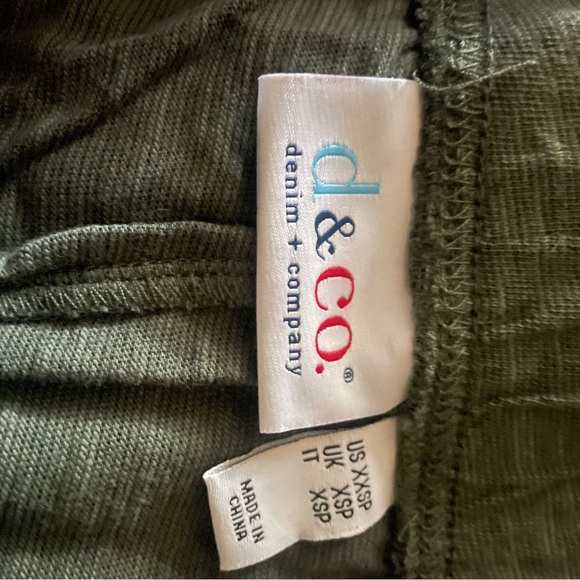 d&co.®
denim + company
US XXSP
UK XSP
IT XSP
MADE IN
CHINA